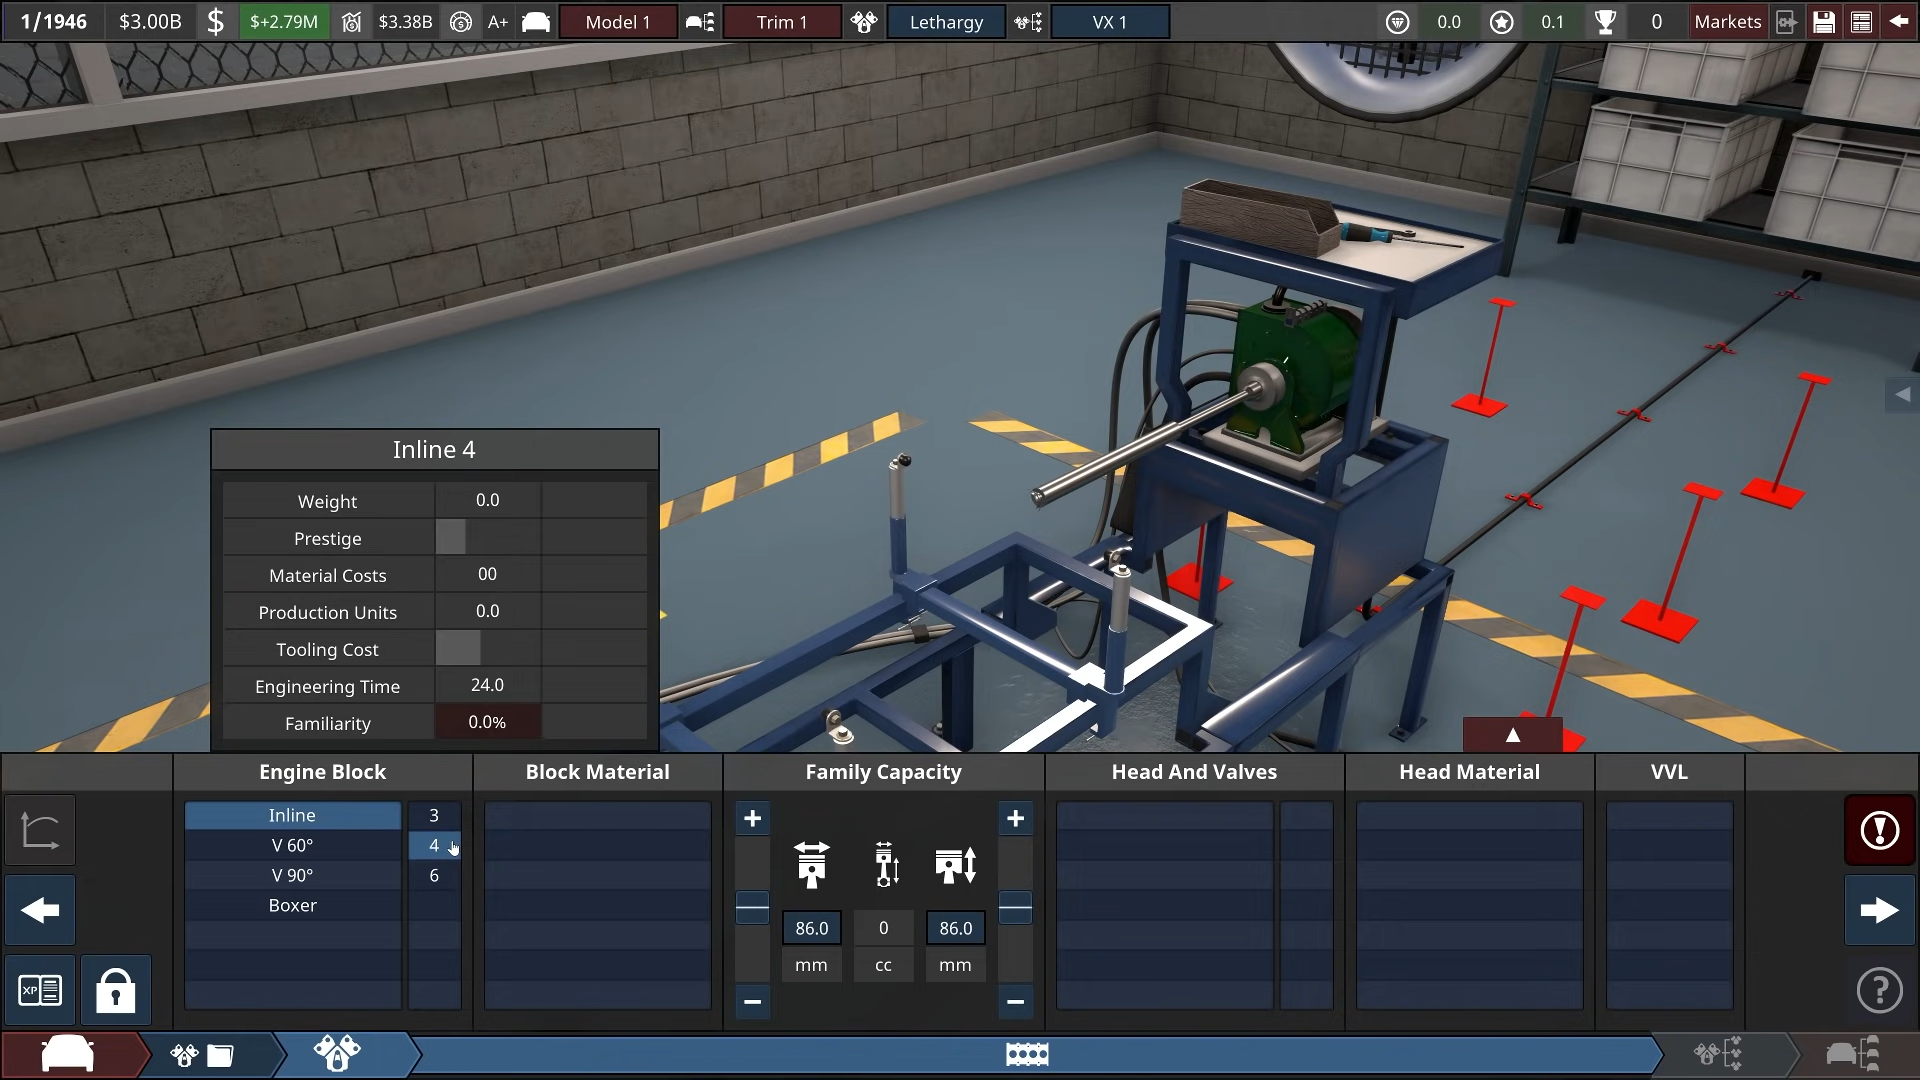 1/1946 $3.00B $ $+2.79M $3.38B A+ Model 1 Trim 1 Lethargy VX 1 0.0 0.1 0 Markets
Inline 4
Weight 0.0
Prestige
Material Costs 00
Production Units 0.0
Tooling Cost
Engineering Time 24.0
Familiarity 0.0%
Engine Block Block Material Family Capacity Head And Valves Head Material VVL
Inline 3
V 60° 4
V 90° 6
Boxer
+ +
86.0 0 86.0
mm cc mm
− −
XP
?